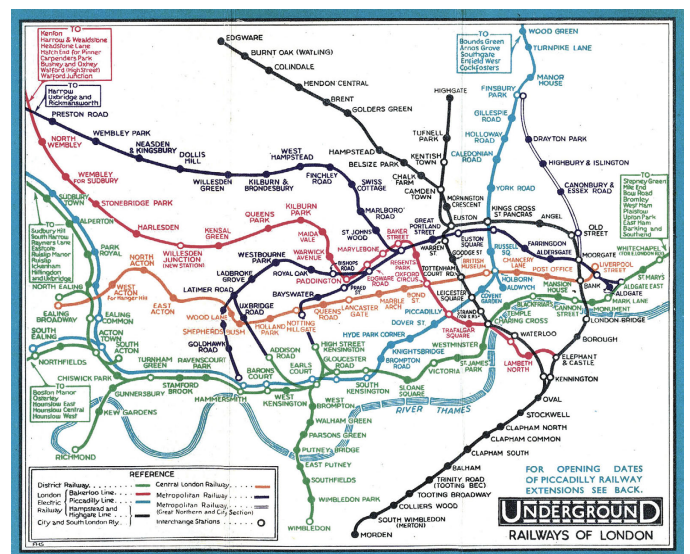 TO
Kenton
Harrow & Wealdstone
Headstone Lane
Hatch End for Pinner
Carpenders Park
Bushey and Oxhey
Watford (High Street)
Watford Junction
TO
Harrow
Uxbridge and
Rickmansworth
PRESTON ROAD
WEMBLEY PARK
NEASDEN
& KINGSBURY
DOLLIS
HILL
WILLESDEN
GREEN
KILBURN &
BRONDESBURY
WEST
HAMPSTEAD
FINCHLEY
ROAD
SWISS
COTTAGE
MARLBORO'
ROAD
ST JOHNS
WOOD
EDGWARE
BURNT OAK (WATLING)
COLINDALE
HENDON CENTRAL
BRENT
GOLDERS GREEN
HAMPSTEAD
BELSIZE PARK
CHALK
FARM
CAMDEN
TOWN
HIGHGATE
TUFNELL
PARK
KENTISH
TOWN
MORNINGTON
CRESCENT
EUSTON
TO
Bounds Green
Arnos Grove
Southgate
Enfield West
Cockfosters
WOOD GREEN
TURNPIKE LANE
MANOR
HOUSE
FINSBURY
PARK
GILLESPIE
ROAD
HOLLOWAY
ROAD
CALEDONIAN
ROAD
YORK ROAD
KINGS CROSS
ST PANCRAS
DRAYTON PARK
HIGHBURY & ISLINGTON
CANONBURY &
ESSEX ROAD
OLD
STREET
ANGEL
MOORGATE
LIVERPOOL
STREET
TO
Stepney Green
Mile End
Bow Road
Bromley
West Ham
Plaistow
Upton Park
East Ham
Barking and
Southend
WHITECHAPEL
ST MARYS
ALDGATE EAST
ALDGATE
BANK
MARK LANE
MONUMENT
LONDON BRIDGE
BOROUGH
ELEPHANT
& CASTLE
KENNINGTON
NORTH
WEMBLEY
WEMBLEY
FOR SUDBURY
STONEBRIDGE PARK
HARLESDEN
WILLESDEN
JUNCTION
(NEW STATION)
KENSAL
GREEN
QUEENS
PARK
KILBURN
PARK
MAIDA
VALE
WARWICK
AVENUE
PADDINGTON
MARYLEBONE
BAKER
STREET
EDGWARE
ROAD
REGENTS
PARK
OXFORD
CIRCUS
GREAT
PORTLAND
STREET
WARREN
ST
EUSTON
SQUARE
GOODGE ST
TOTTENHAM
COURT
ROAD
LEICESTER
SQUARE
BRITISH
MUSEUM
RUSSELL
SQ.
HOLBORN
ALDWYCH
COVENT
GARDEN
CHANCERY
LANE
FARRINGDON
ALDERSGATE
POST OFFICE
MANSION
HOUSE
CANNON
STREET
BLACKFRIARS
TEMPLE
CHARING CROSS
STRAND
TRAFALGAR
SQUARE
WATERLOO
LAMBETH
NORTH
WESTMINSTER
ST JAMES
PARK
VICTORIA
SLOANE
SQUARE
SOUTH
KENSINGTON
GLOUCESTER
ROAD
HIGH STREET
KENSINGTON
NOTTING
HILL GATE
BAYSWATER
PRAED
ST
BISHOPS
ROAD
ROYAL OAK
WESTBOURNE
PARK
LADBROKE
GROVE
LATIMER ROAD
UXBRIDGE
ROAD
GOLDHAWK
ROAD
SHEPHERDS BUSH
HOLLAND
PARK
QUEENS
ROAD
LANCASTER
GATE
MARBLE
ARCH
BOND
PICCADILLY
DOVER ST
HYDE PARK CORNER
KNIGHTSBRIDGE
BROMPTON
ROAD
WOOD LANE
EAST
ACTON
NORTH
ACTON
WEST
ACTON
for Hanger Hill
EALING
BROADWAY
NORTH EALING
PARK
ROYAL
ALPERTON
SUDBURY
TOWN
TO
Sudbury Hill
South Harrow
Rayners Lane
Eastcote
Ruislip Manor
Ruislip
Ickenham
Hillingdon
and Uxbridge
EALING
COMMON
SOUTH
EALING
NORTHFIELDS
TO
Boston Manor
Osterley
Hounslow East
Hounslow Central
Hounslow West
ACTON
TOWN
SOUTH
ACTON
CHISWICK PARK
TURNHAM
GREEN
GUNNERSBURY
KEW GARDENS
RICHMOND
STAMFORD
BROOK
RAVENSCOURT
PARK
HAMMERSMITH
BARONS
COURT
WEST
KENSINGTON
EARLS
COURT
ADDISON
ROAD
WEST
BROMPTON
WALHAM GREEN
PARSONS GREEN
PUTNEY BRIDGE
EAST PUTNEY
SOUTHFIELDS
WIMBLEDON PARK
WIMBLEDON
RIVER THAMES
OVAL
STOCKWELL
CLAPHAM NORTH
CLAPHAM COMMON
CLAPHAM SOUTH
BALHAM
TRINITY ROAD
(TOOTING BEC)
TOOTING BROADWAY
COLLIERS WOOD
SOUTH WIMBLEDON
(MERTON)
MORDEN
REFERENCE
District Railway
London Electric Railway
Bakerloo Line
Piccadilly Line
Hampstead and
Highgate Line
City and South London Rly
Central London Railway
Metropolitan Railway
Metropolitan Railway
(Great Northern and City Section)
Interchange Stations
FOR OPENING DATES
OF PICCADILLY RAILWAY
EXTENSIONS SEE BACK.
UNDERGROUND
RAILWAYS OF LONDON